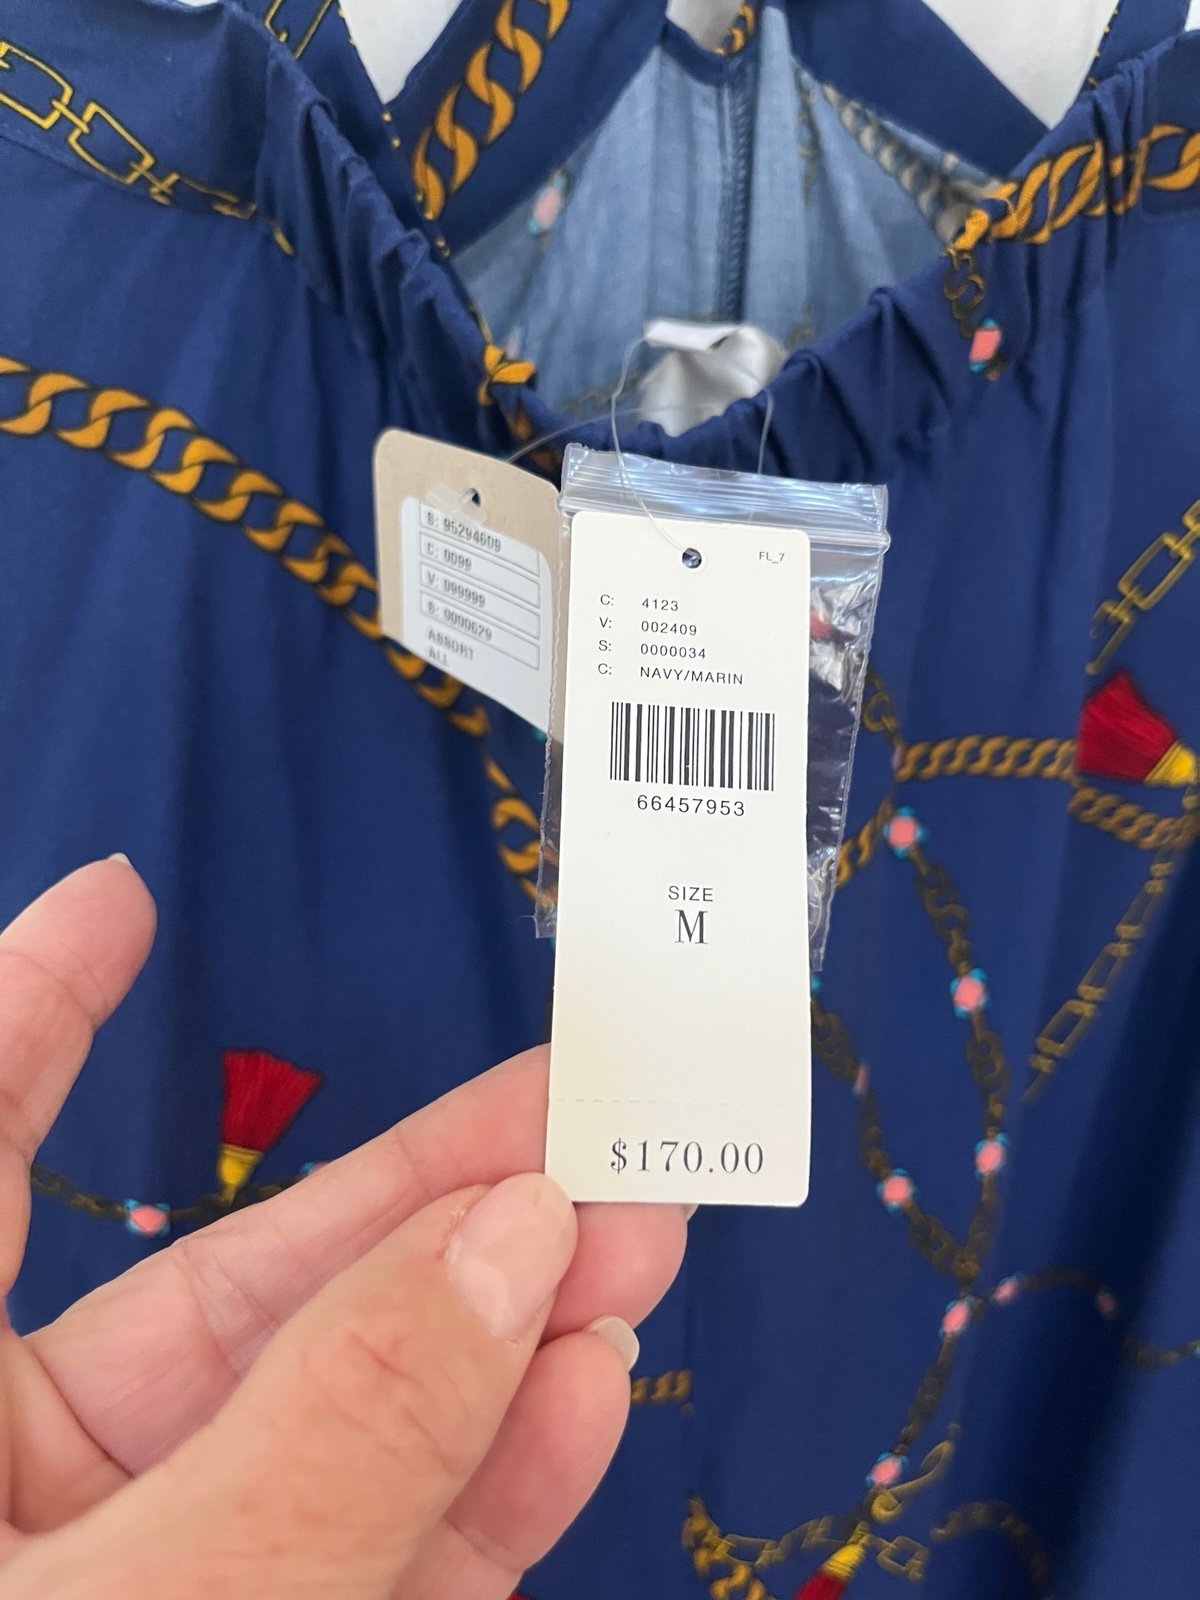 S: 95294609
C: 0099
V: 099999
S: 0000629
ASSORT
ALL
FL_7
C: 4123
V: 002409
S: 0000034
C: NAVY/MARIN
66457953
SIZE
M
$170.00